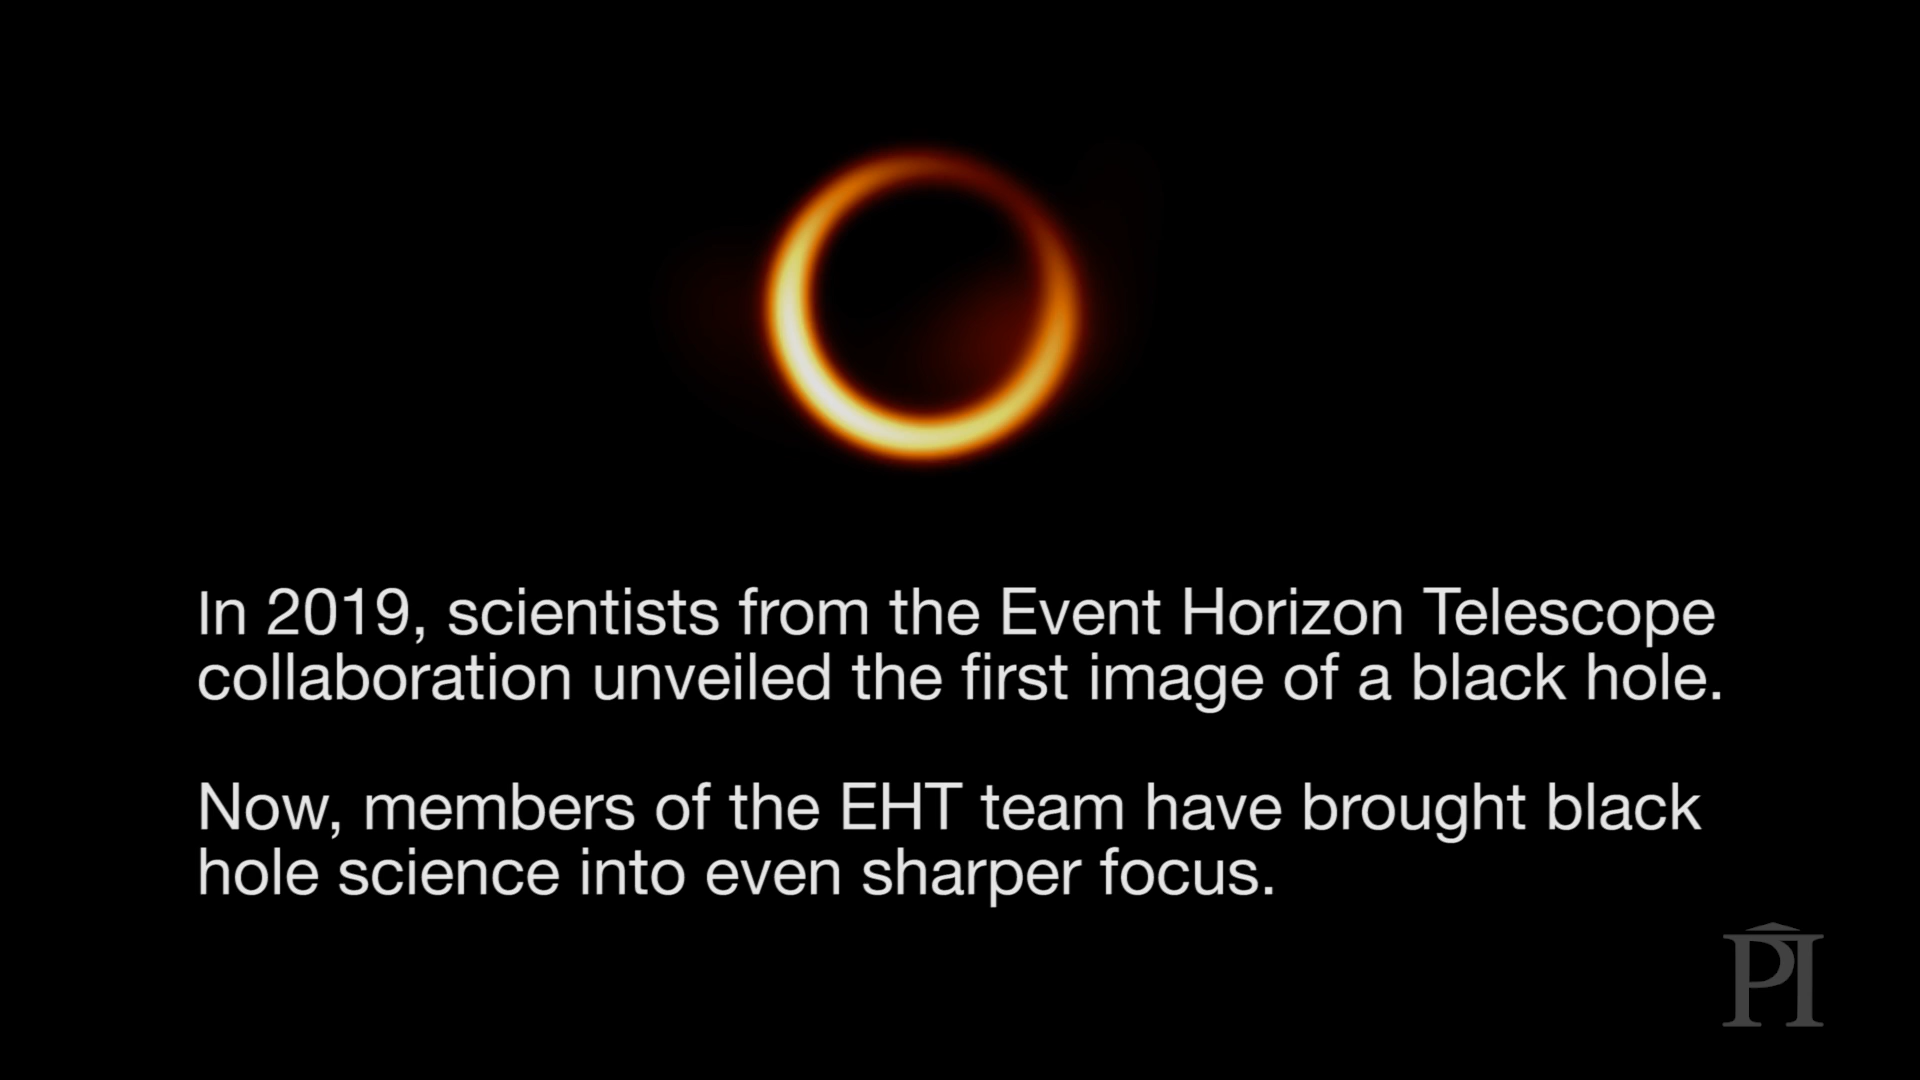 In 2019, scientists from the Event Horizon Telescope
collaboration unveiled the first image of a black hole.
Now, members of the EHT team have brought black
hole science into even sharper focus.
PI